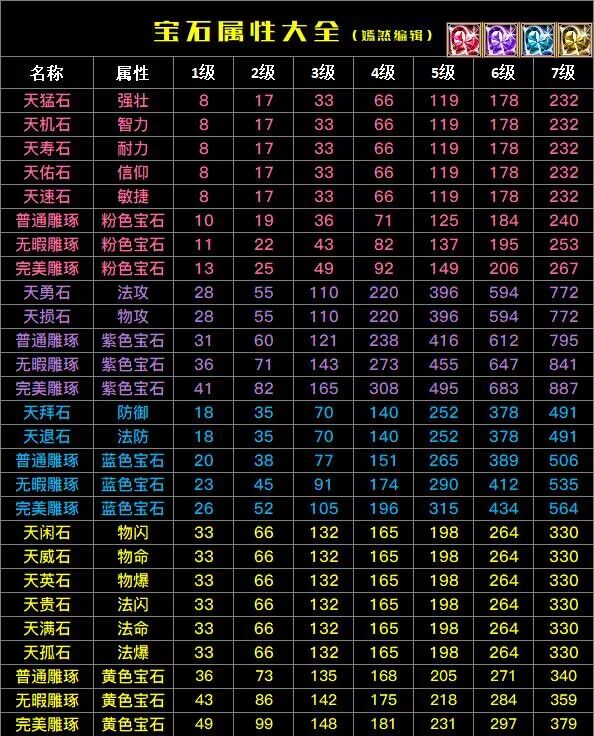 宝石属性大全 (嫣然编辑)
名称 属性 1级 2级 3级 4级 5级 6级 7级
天猛石 强壮 8 17 33 66 119 178 232
天机石 智力 8 17 33 66 119 178 232
天寿石 耐力 8 17 33 66 119 178 232
天佑石 信仰 8 17 33 66 119 178 232
天速石 敏捷 8 17 33 66 119 178 232
普通雕琢 粉色宝石 10 19 36 71 125 184 240
无暇雕琢 粉色宝石 11 22 43 82 137 195 253
完美雕琢 粉色宝石 13 25 49 92 149 206 267
天勇石 法攻 28 55 110 220 396 594 772
天损石 物攻 28 55 110 220 396 594 772
普通雕琢 紫色宝石 31 60 121 238 416 612 795
无暇雕琢 紫色宝石 36 71 143 273 455 647 841
完美雕琢 紫色宝石 41 82 165 308 495 683 887
天拜石 防御 18 35 70 140 252 378 491
天退石 法防 18 35 70 140 252 378 491
普通雕琢 蓝色宝石 20 38 77 151 265 389 506
无暇雕琢 蓝色宝石 23 45 91 174 290 412 535
完美雕琢 蓝色宝石 26 52 105 196 315 434 564
天闲石 物闪 33 66 132 165 198 264 330
天威石 物命 33 66 132 165 198 264 330
天英石 物爆 33 66 132 165 198 264 330
天贵石 法闪 33 66 132 165 198 264 330
天满石 法命 33 66 132 165 198 264 330
天孤石 法爆 33 66 132 165 198 264 330
普通雕琢 黄色宝石 36 73 135 168 205 271 340
无暇雕琢 黄色宝石 43 86 142 175 218 284 359
完美雕琢 黄色宝石 49 99 148 181 231 297 379